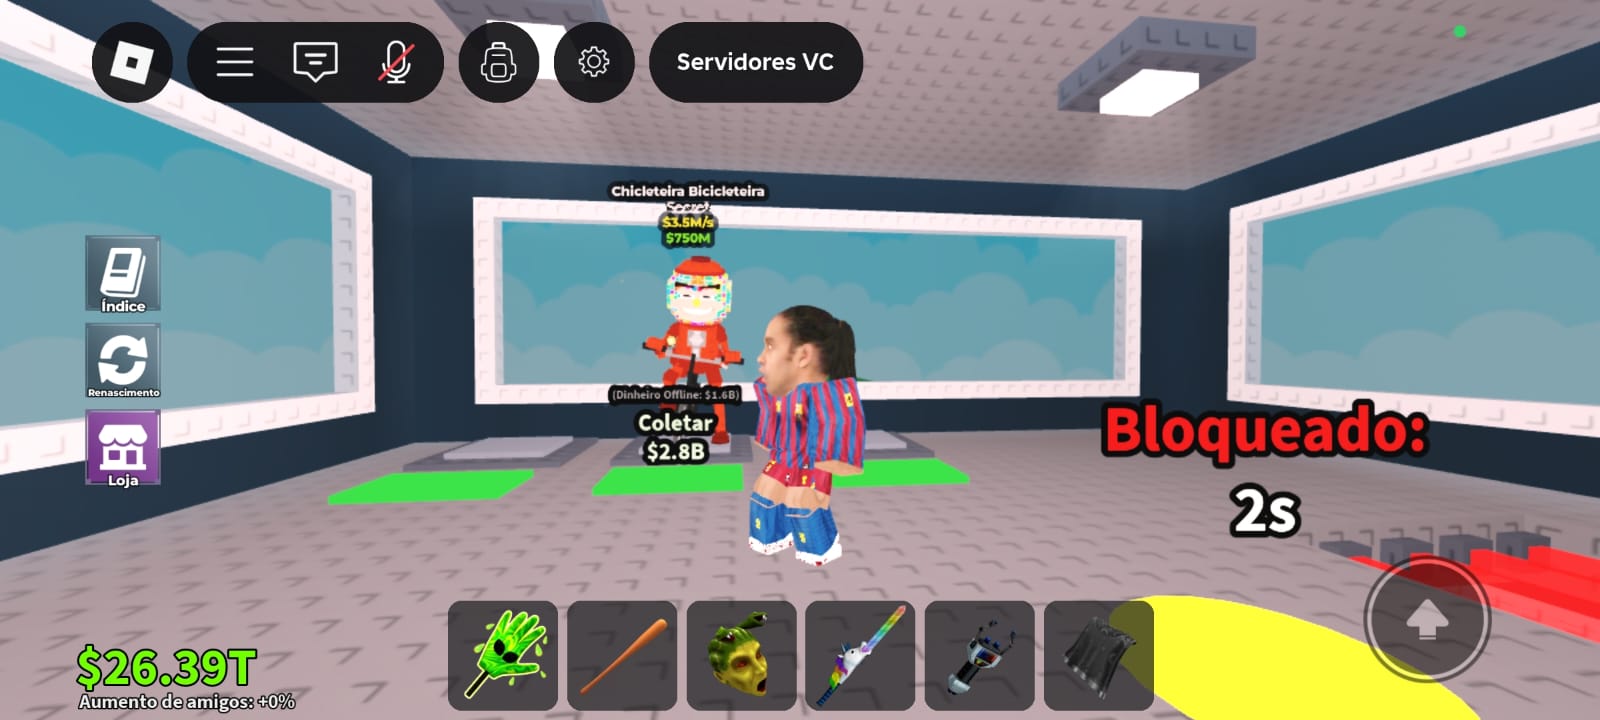 Servidores VC
Chicleteira Bicicleteira
Secret
$3.5M/s
$750M
Índice
Renascimento
Loja
(Dinheiro Offline: $1.6B)
Coletar
$2.8B
Bloqueado:
2s
$26.39T
Aumento de amigos: +0%